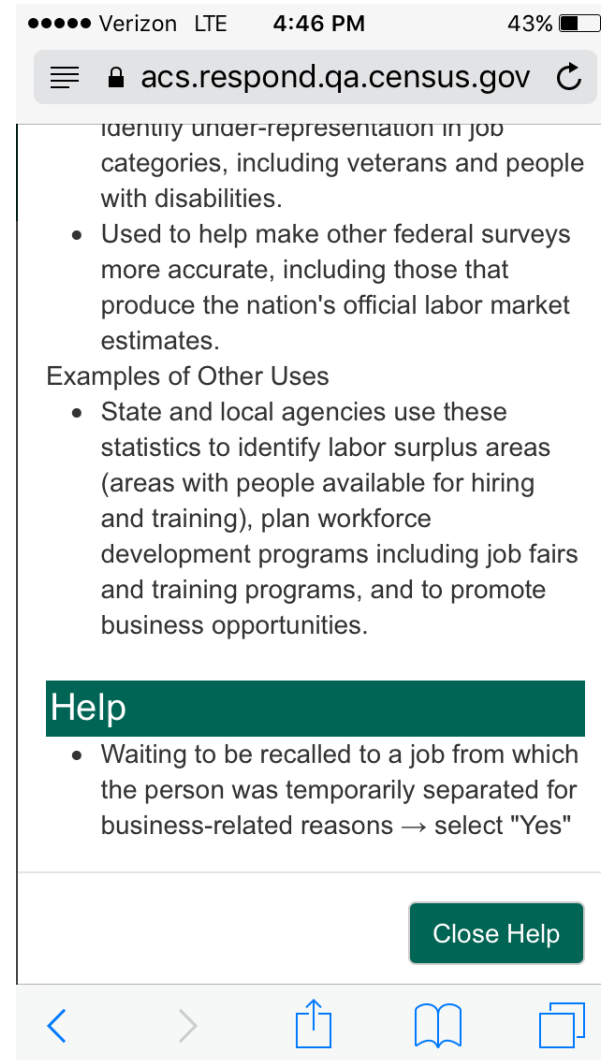 Verizon LTE 4:46 PM 43%
acs.respond.qa.census.gov
identify under-representation in job
categories, including veterans and people
with disabilities.
• Used to help make other federal surveys
more accurate, including those that
produce the nation's official labor market
estimates.
Examples of Other Uses
• State and local agencies use these
statistics to identify labor surplus areas
(areas with people available for hiring
and training), plan workforce
development programs including job fairs
and training programs, and to promote
business opportunities.
Help
• Waiting to be recalled to a job from which
the person was temporarily separated for
business-related reasons → select "Yes"
Close Help